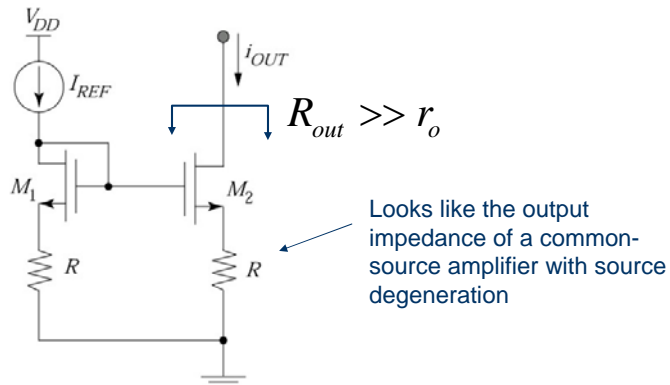 V_DD
i_OUT
I_REF
R_out >> r_o
M_1
M_2
Looks like the output
impedance of a common-
source amplifier with source
degeneration
R
R